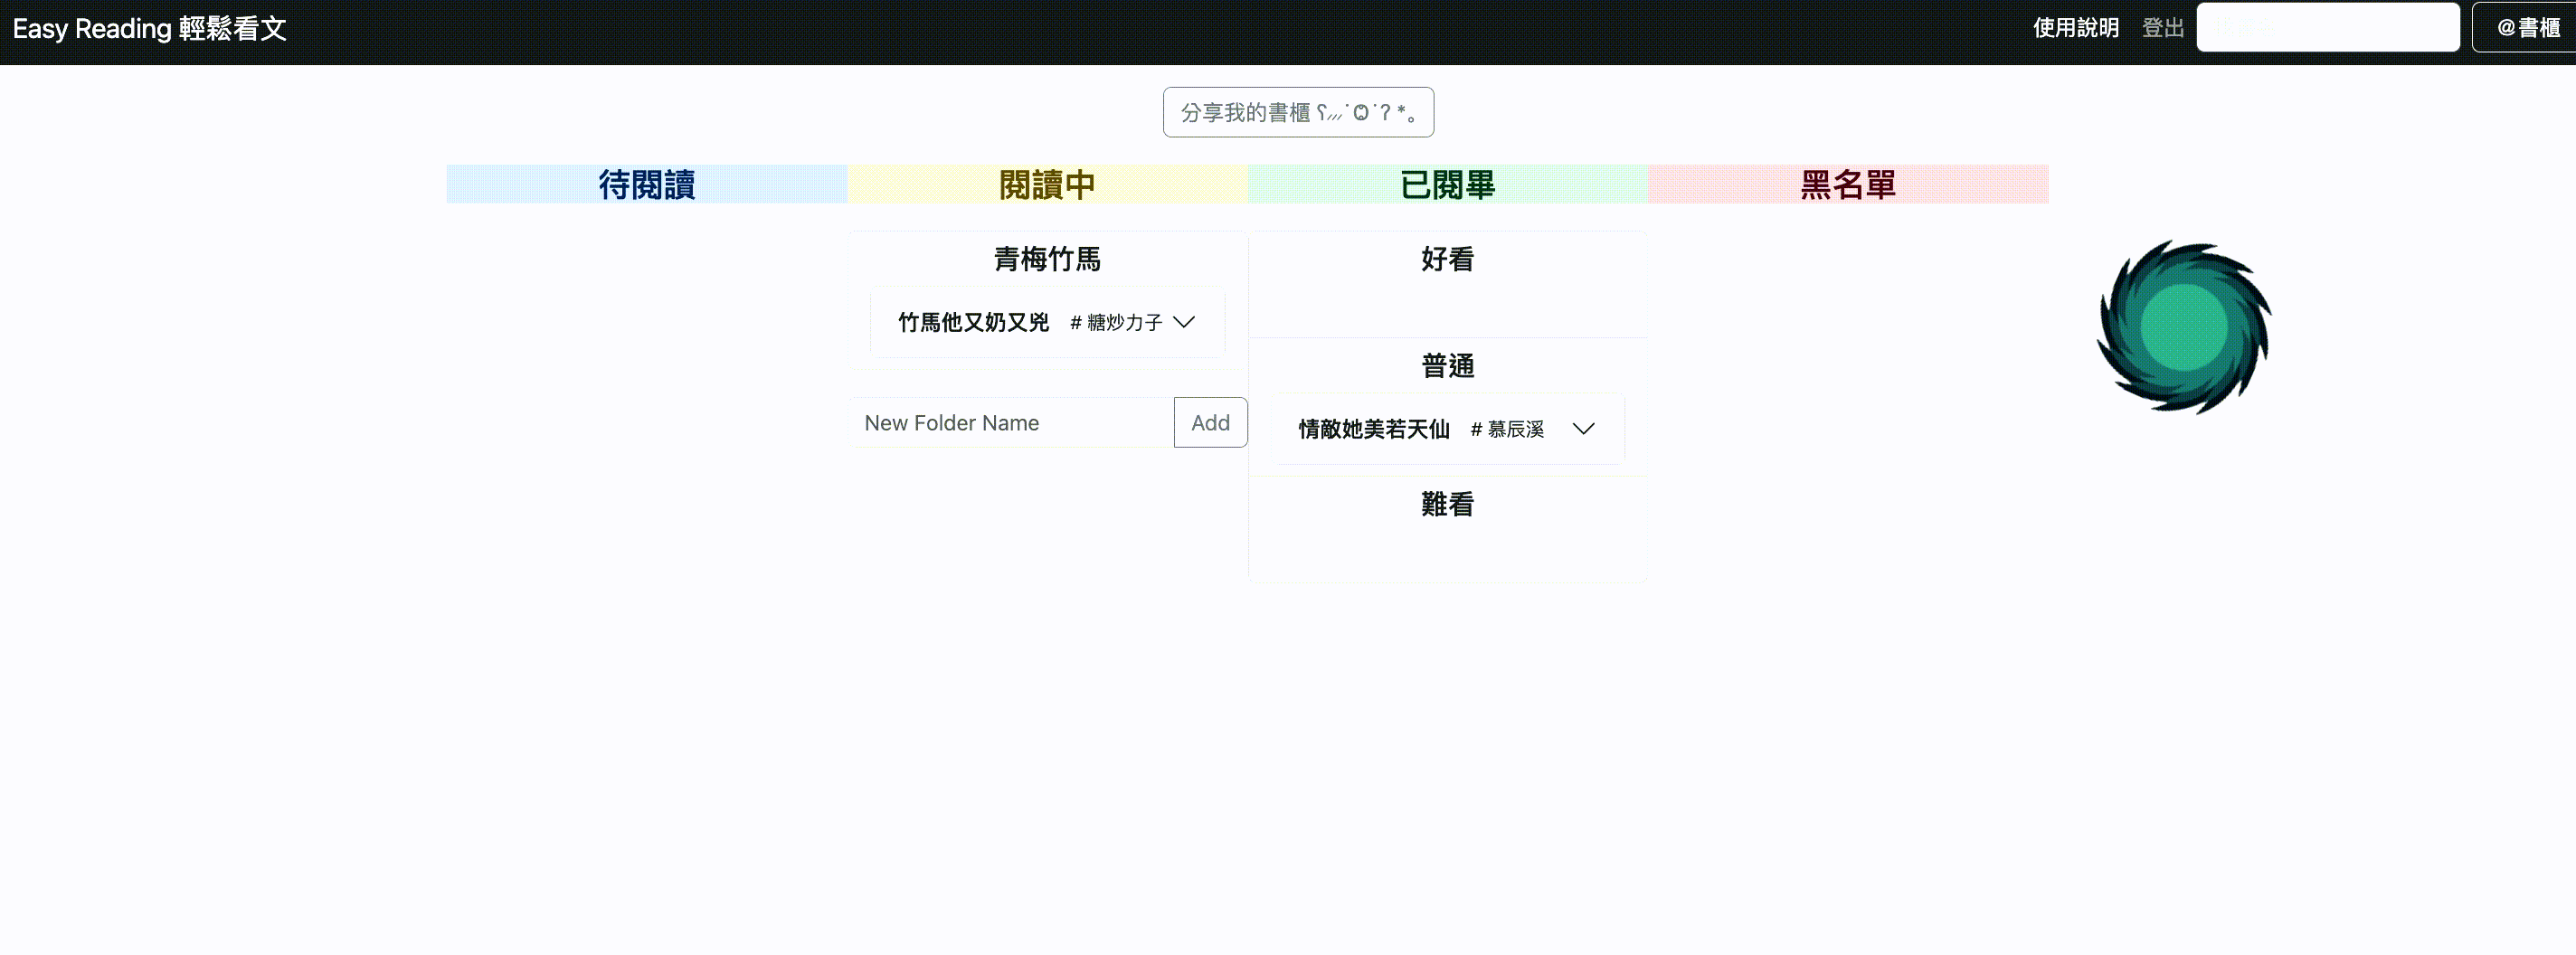 Easy Reading 輕鬆看文 使用說明 登出 @書櫃
分享我的書櫃
待閱讀 閱讀中 已閱畢 黑名單
青梅竹馬 好看
竹馬他又奶又兇 # 糖炒力子
普通
New Folder Name Add
情敵她美若天仙 # 慕辰溪
難看